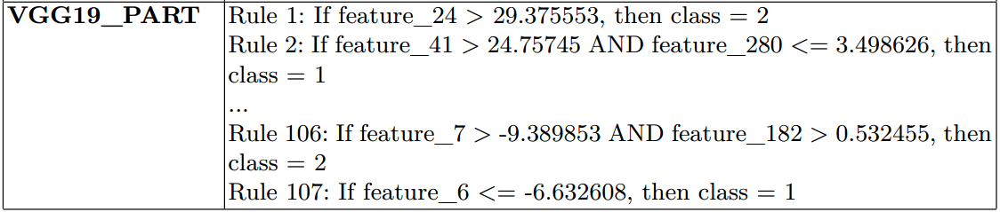 VGG19_PART Rule 1: If feature_24 > 29.375553, then class = 2
Rule 2: If feature_41 > 24.75745 AND feature_280 <= 3.498626, then
class = 1
...
Rule 106: If feature_7 > -9.389853 AND feature_182 > 0.532455, then
class = 2
Rule 107: If feature_6 <= -6.632608, then class = 1